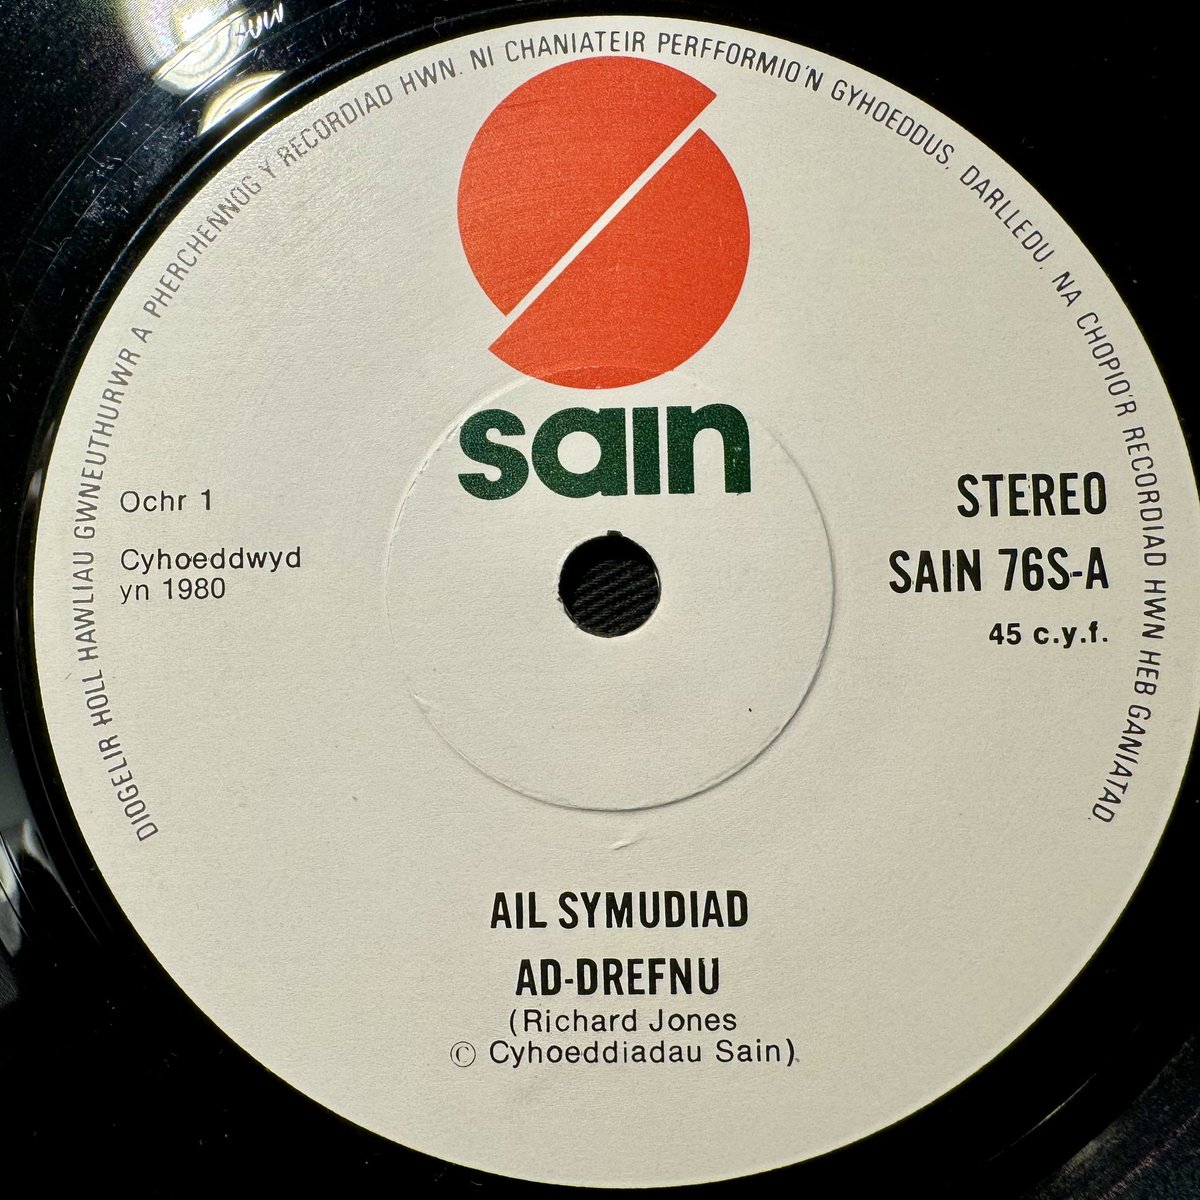 DIOGELIR HOLL HAWLIAU GWNEUTHURWR A PHERCHENNOG Y RECORDIAD HWN. NI CHANIATEIR PERFFORMIO'N GYHOEDDUS, DARLLEDU, NA CHOPIO'R RECORDIAD HWN HEB GANIATAD.
sain
Ochr 1
Cyhoeddwyd
yn 1980
STEREO
SAIN 76S-A
45 c.y.f.
AIL SYMUDIAD
AD-DREFNU
(Richard Jones
© Cyhoeddiadau Sain)